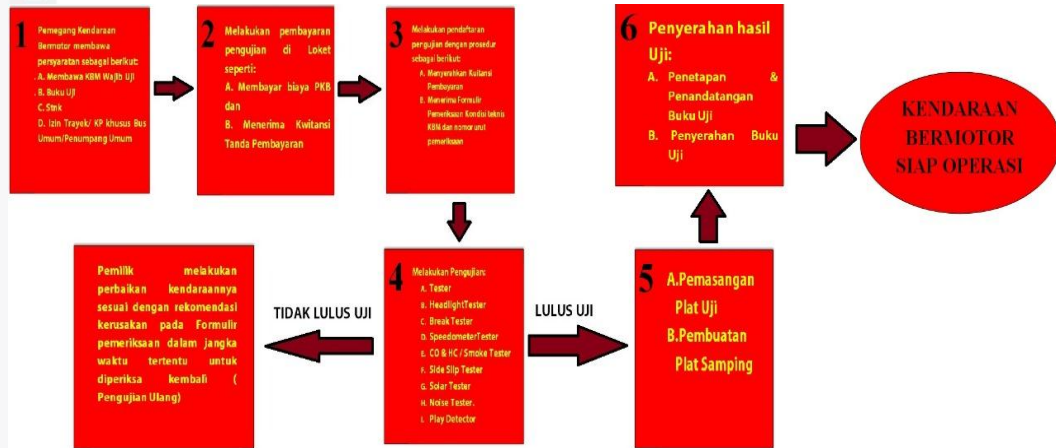 1
Pemegang Kendaraan
Bermotor membawa
persyaratan sebagai berikut:
A. Membawa KBM Wajib Uji
. B. Buku Uji
C. Stnk
D. Izin Trayek/ KP khusus Bus
Umum/Penumpang Umum
2
Melakukan pembayaran
pengujian di Loket
seperti:
A. Membayar biaya PKB
dan
B. Menerima Kwitansi
Tanda Pembayaran
3
Melakukan pendaftaran
pengujian dengan prosedur
sebagai berikut:
A. Menyerahkan Kuitansi
Pembayaran
B. Menerima Formulir
Pemeriksaan Kondisi teknis
KBM dan nomor urut
pemeriksaan
4
Melakukan Pengujian:
A. Tester
B. HeadlightTester
C. Break Tester
D. SpeedometerTester
E. CO & HC / Smoke Tester
F. Side Slip Tester
G. Solar Tester
H. Noise Tester.
I. Play Detector
TIDAK LULUS UJI
Pemilik melakukan
perbaikan kendaraannya
sesuai dengan rekomendasi
kerusakan pada Formulir
pemeriksaan dalam jangka
waktu tertentu untuk
diperiksa kembali (
Pengujian Ulang)
LULUS UJI
5
A.Pemasangan
Plat Uji
B.Pembuatan
Plat Samping
6
Penyerahan hasil
Uji:
A. Penetapan &
Penandatangan
Buku Uji
B. Penyerahan Buku
Uji
KENDARAAN
BERMOTOR
SIAP OPERASI